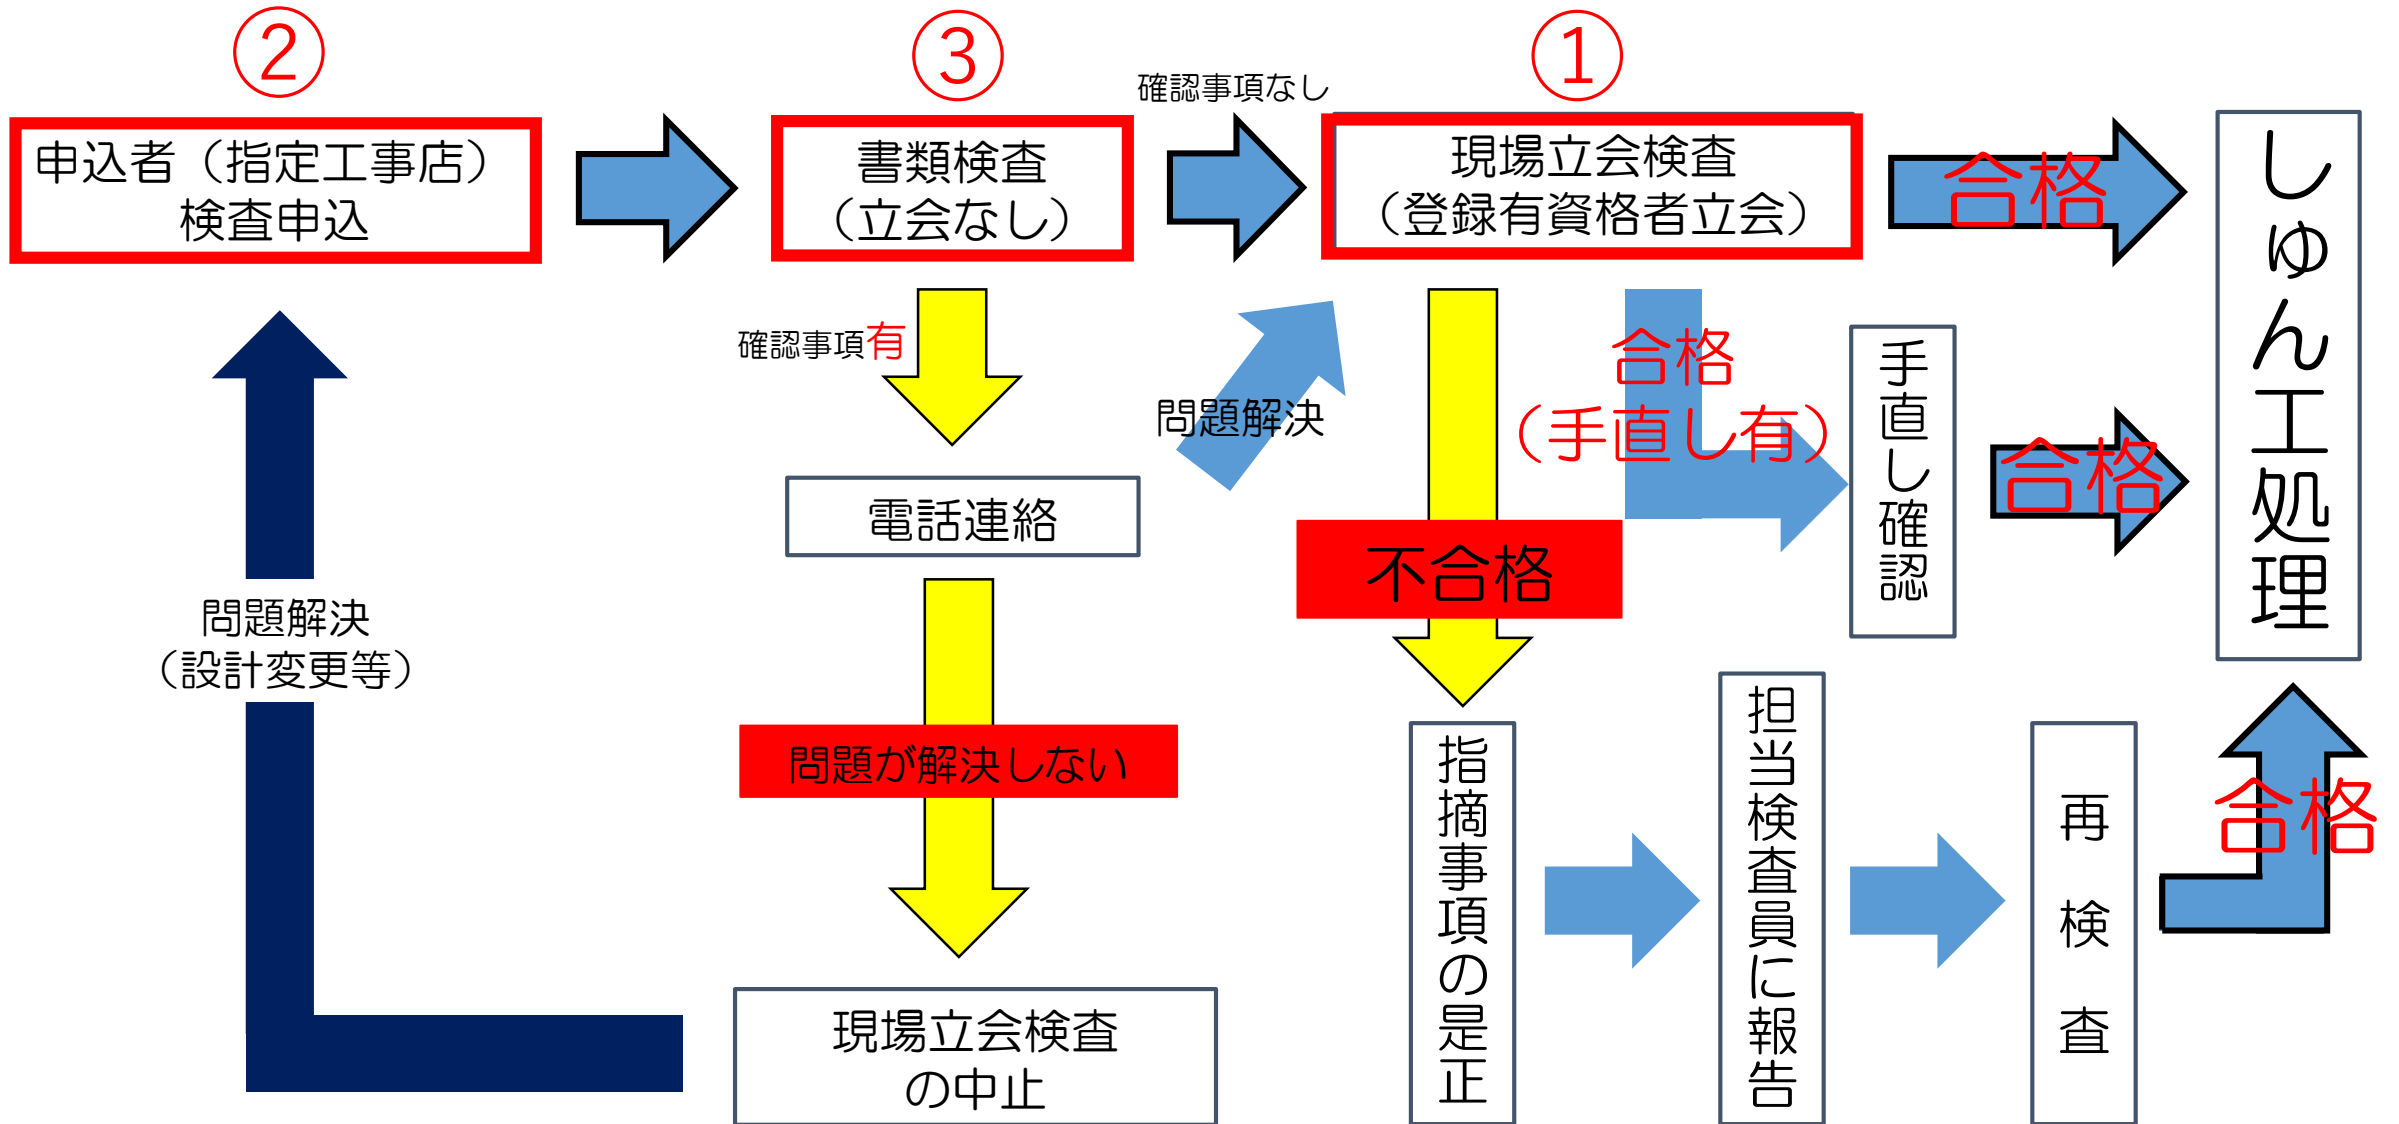 ②
③
①
申込者（指定工事店）
検査申込
書類検査
（立会なし）
確認事項なし
現場立会検査
（登録有資格者立会）
合格
しゅん工処理
確認事項有
電話連絡
問題解決
合格
（手直し有）
手直し確認
合格
不合格
問題解決
（設計変更等）
問題が解決しない
現場立会検査
の中止
指摘事項の是正
担当検査員に報告
再検査
合格